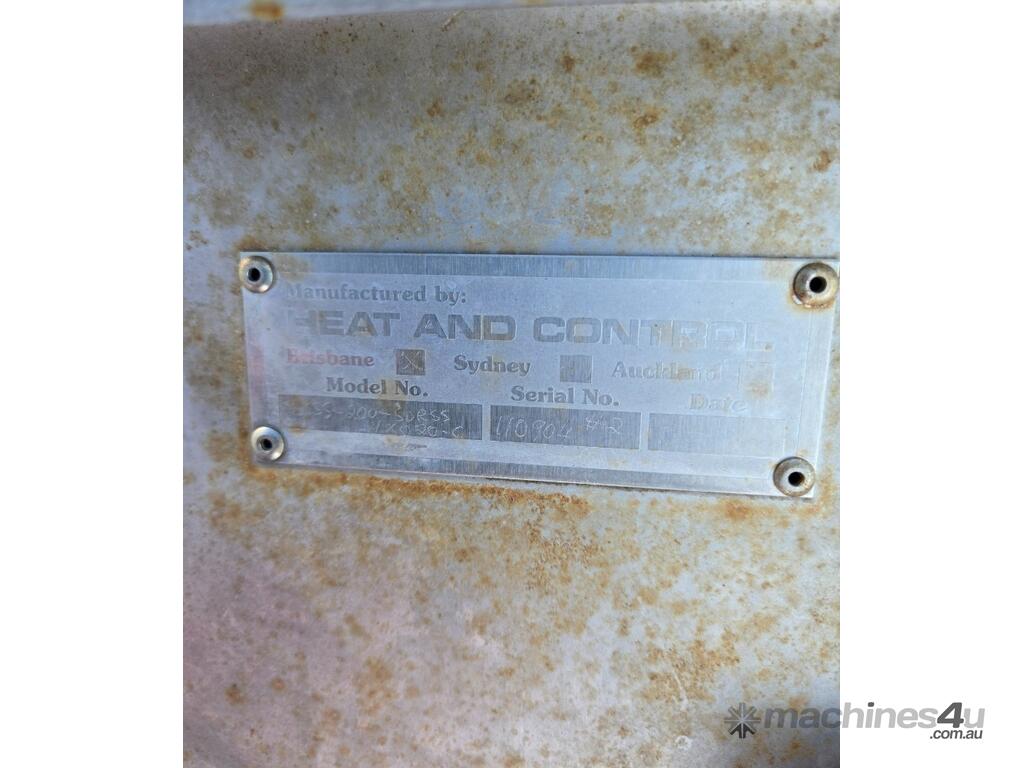 Manufactured by:
HEAT AND CONTROL
Brisbane X Sydney Auckland
Model No. Serial No. Date
110904 #2
machines4u
.com.au